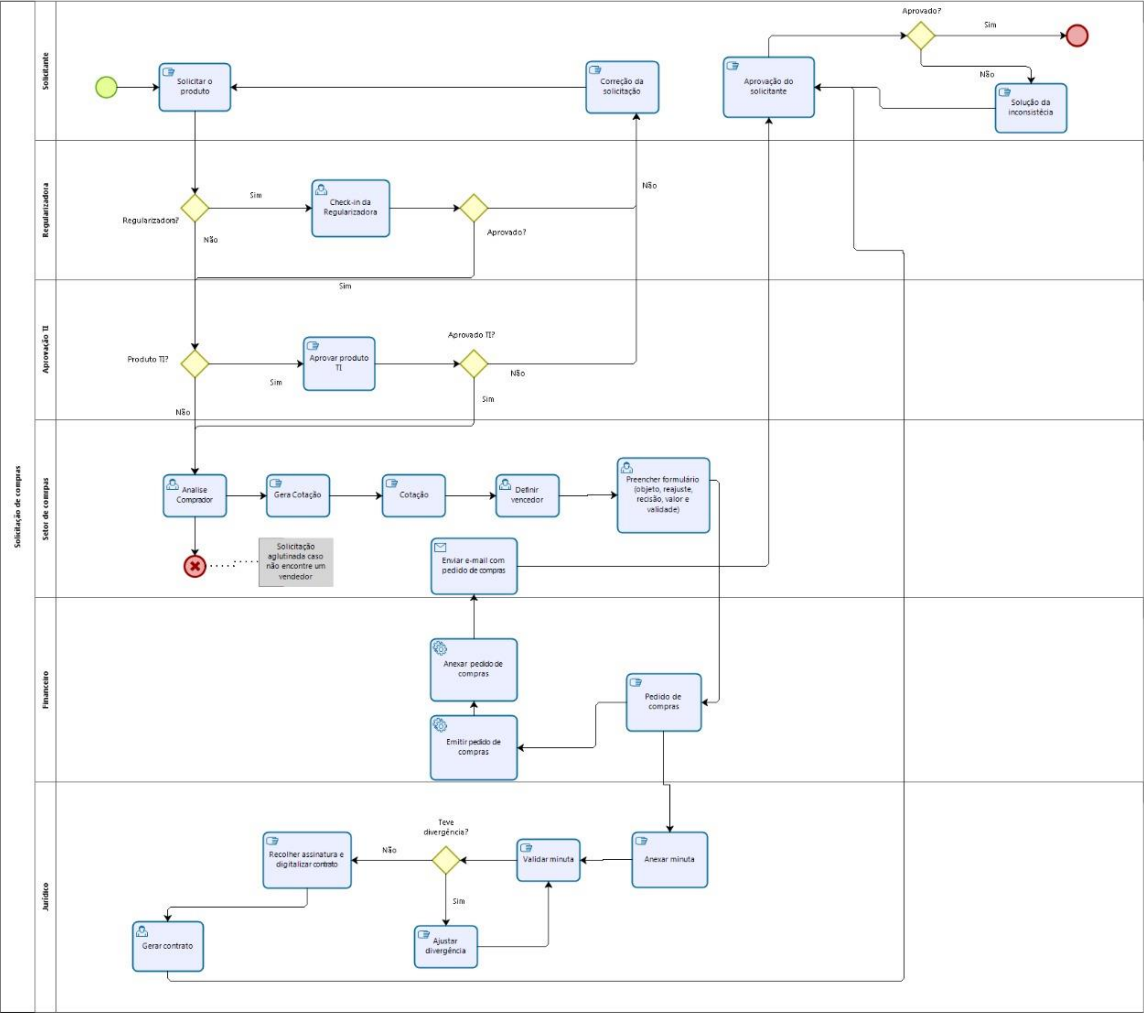 Solicitação de compras
Solicitante
Solicitar o
produto
Correção da
solicitação
Aprovação do
solicitante
Aprovado?
Sim
Não
Solução da
inconsistécia
Regularizadora
Regularizadora?
Sim
Não
Check-in da
Regularizadora
Aprovado?
Não
Sim
Aprovação TI
Produto TI?
Sim
Não
Aprovar produto
TI
Aprovado TI?
Não
Sim
Setor de compras
Analise
Comprador
Gera Cotação
Cotação
Definir
vencedor
Preencher formulário
(objeto, reajuste,
recisão, valor e
validade)
Solicitação
aglutinada caso
não encontre um
vendedor
Enviar e-mail com
pedido de compras
Financeiro
Anexar pedido de
compras
Emitir pedido de
compras
Pedido de
compras
Jurídico
Recolher assinatura e
digitalizar contrato
Não
Teve
divergência?
Sim
Validar minuta
Anexar minuta
Gerar contrato
Ajustar
divergência